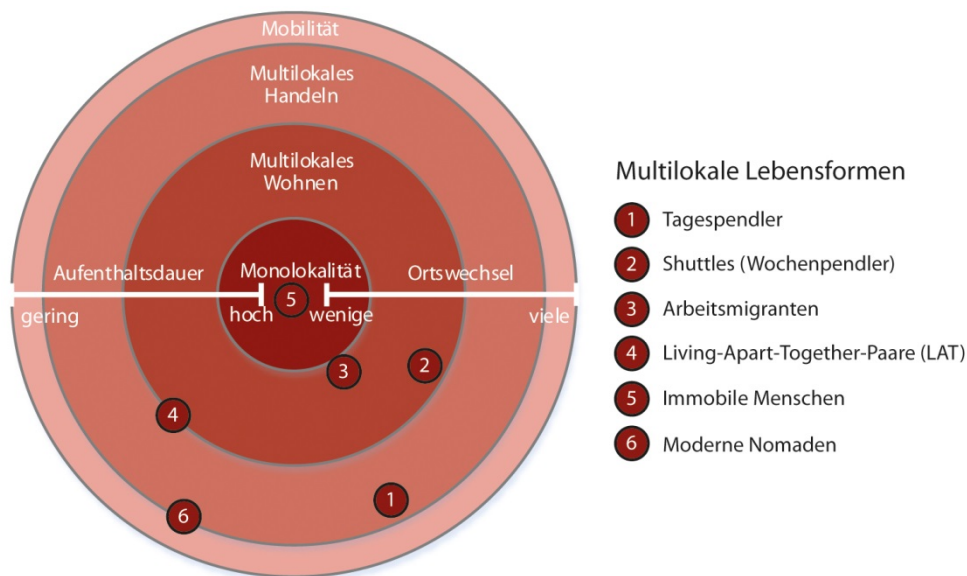 Mobilität
Multilokales
Handeln
Multilokales
Wohnen
Aufenthaltsdauer
Monolokalität
Ortswechsel
5
gering
hoch
wenige
viele
3
2
4
1
6
Multilokale Lebensformen
1 Tagespendler
2 Shuttles (Wochenpendler)
3 Arbeitsmigranten
4 Living-Apart-Together-Paare (LAT)
5 Immobile Menschen
6 Moderne Nomaden